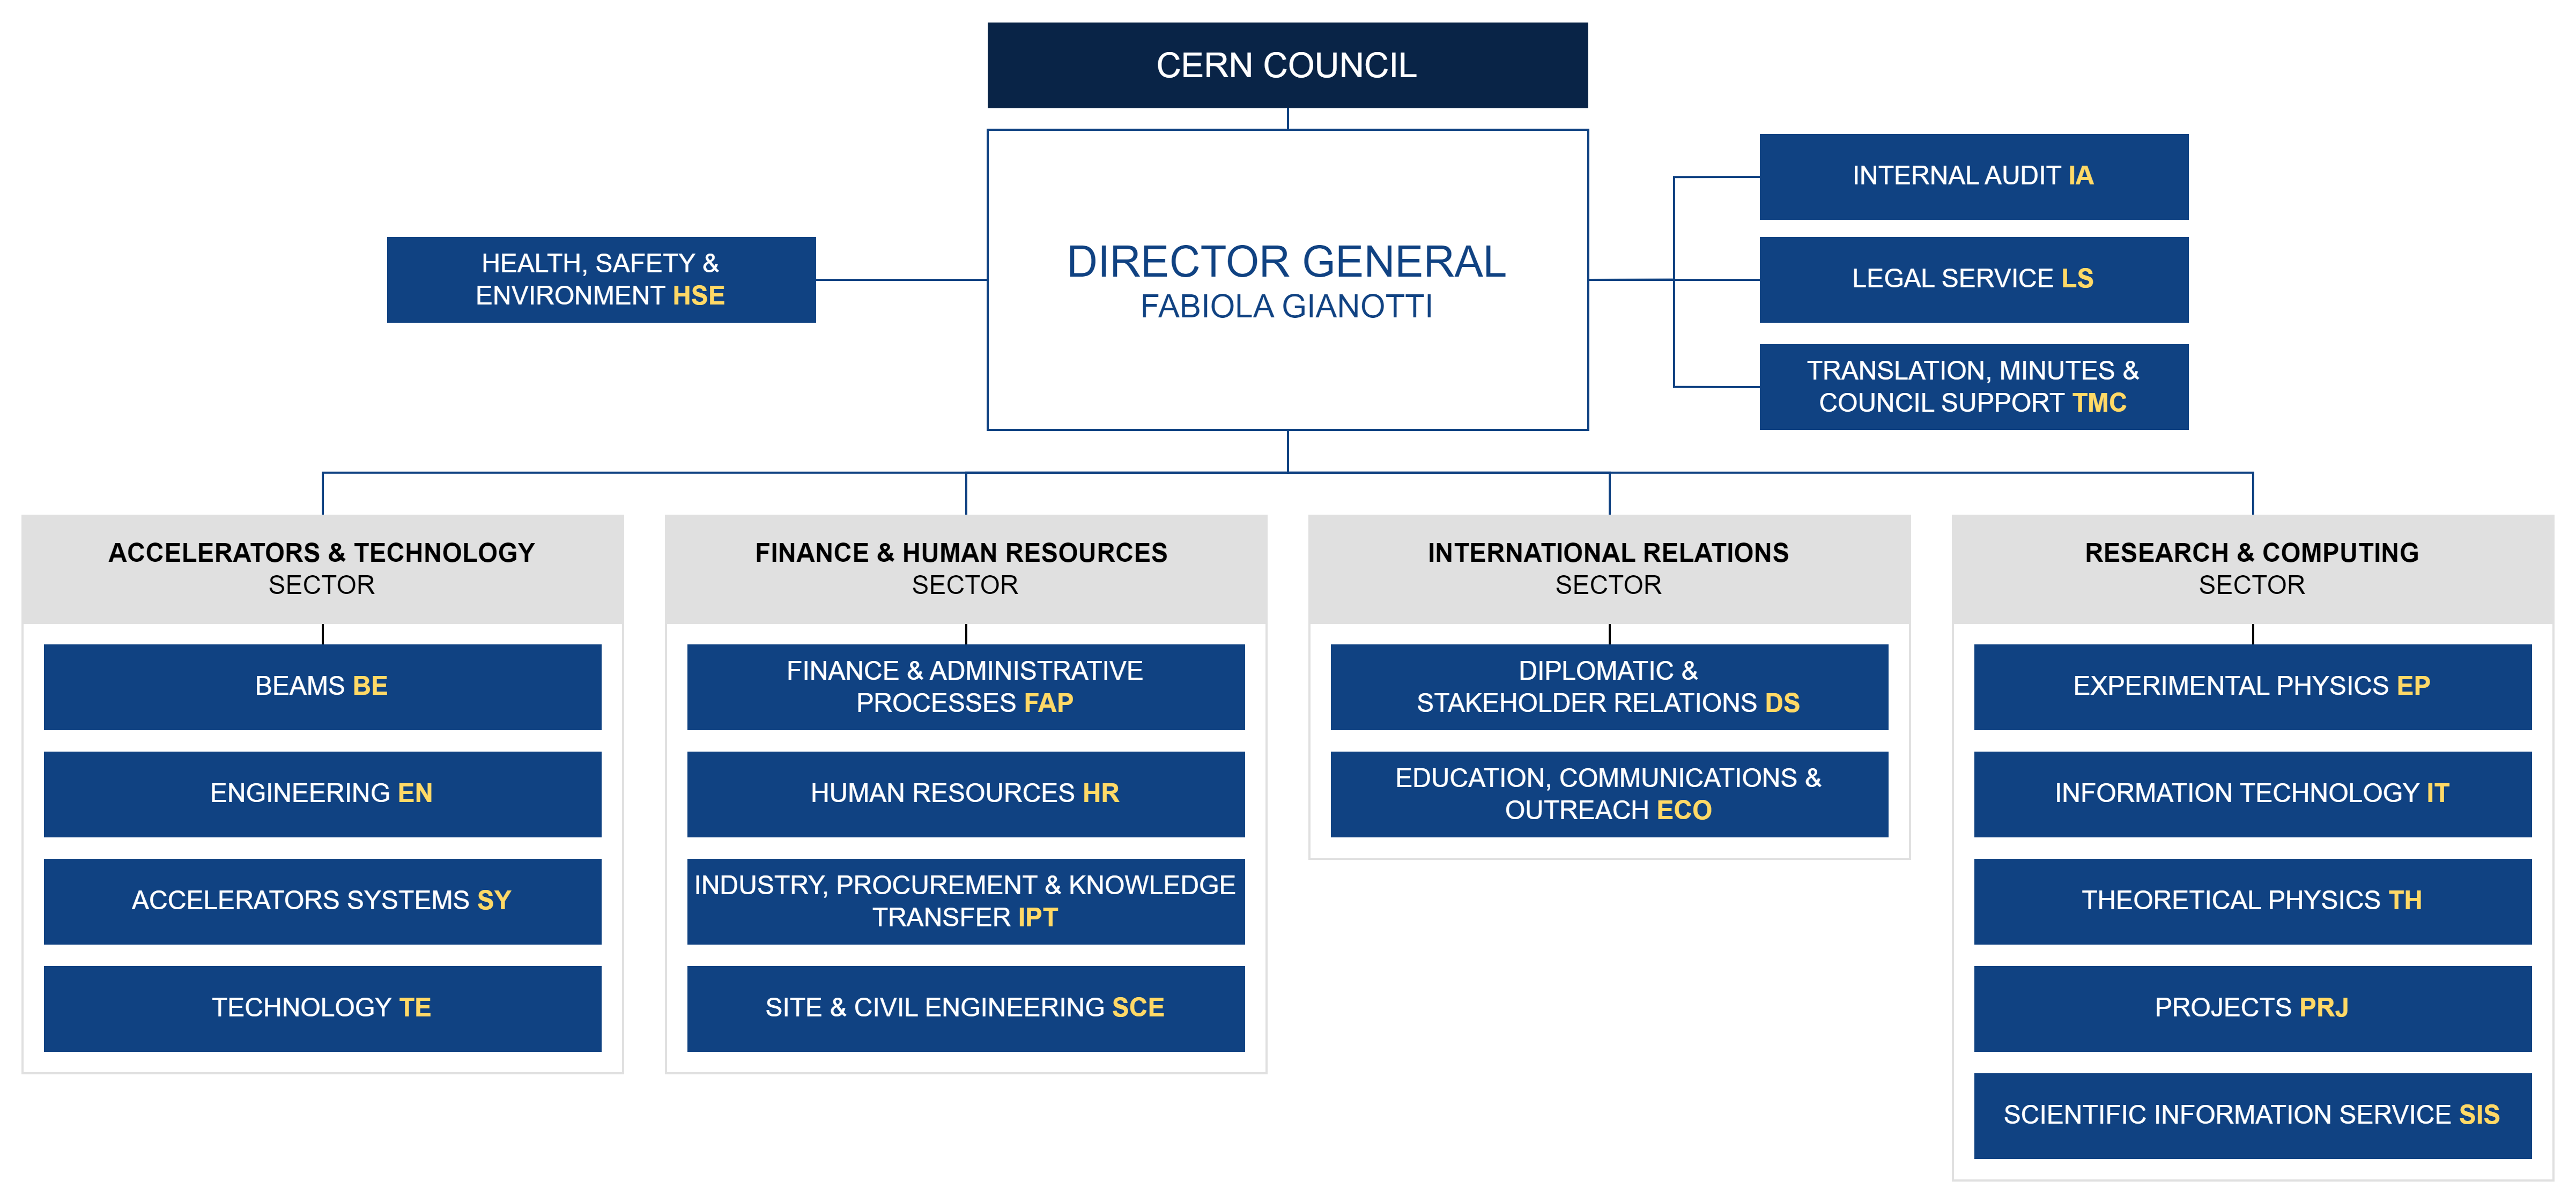 CERN COUNCIL
DIRECTOR GENERAL
FABIOLA GIANOTTI
HEALTH, SAFETY &
ENVIRONMENT HSE
INTERNAL AUDIT IA
LEGAL SERVICE LS
TRANSLATION, MINUTES &
COUNCIL SUPPORT TMC
ACCELERATORS & TECHNOLOGY
SECTOR
BEAMS BE
ENGINEERING EN
ACCELERATORS SYSTEMS SY
TECHNOLOGY TE
FINANCE & HUMAN RESOURCES
SECTOR
FINANCE & ADMINISTRATIVE
PROCESSES FAP
HUMAN RESOURCES HR
INDUSTRY, PROCUREMENT & KNOWLEDGE
TRANSFER IPT
SITE & CIVIL ENGINEERING SCE
INTERNATIONAL RELATIONS
SECTOR
DIPLOMATIC &
STAKEHOLDER RELATIONS DS
EDUCATION, COMMUNICATIONS &
OUTREACH ECO
RESEARCH & COMPUTING
SECTOR
EXPERIMENTAL PHYSICS EP
INFORMATION TECHNOLOGY IT
THEORETICAL PHYSICS TH
PROJECTS PRJ
SCIENTIFIC INFORMATION SERVICE SIS